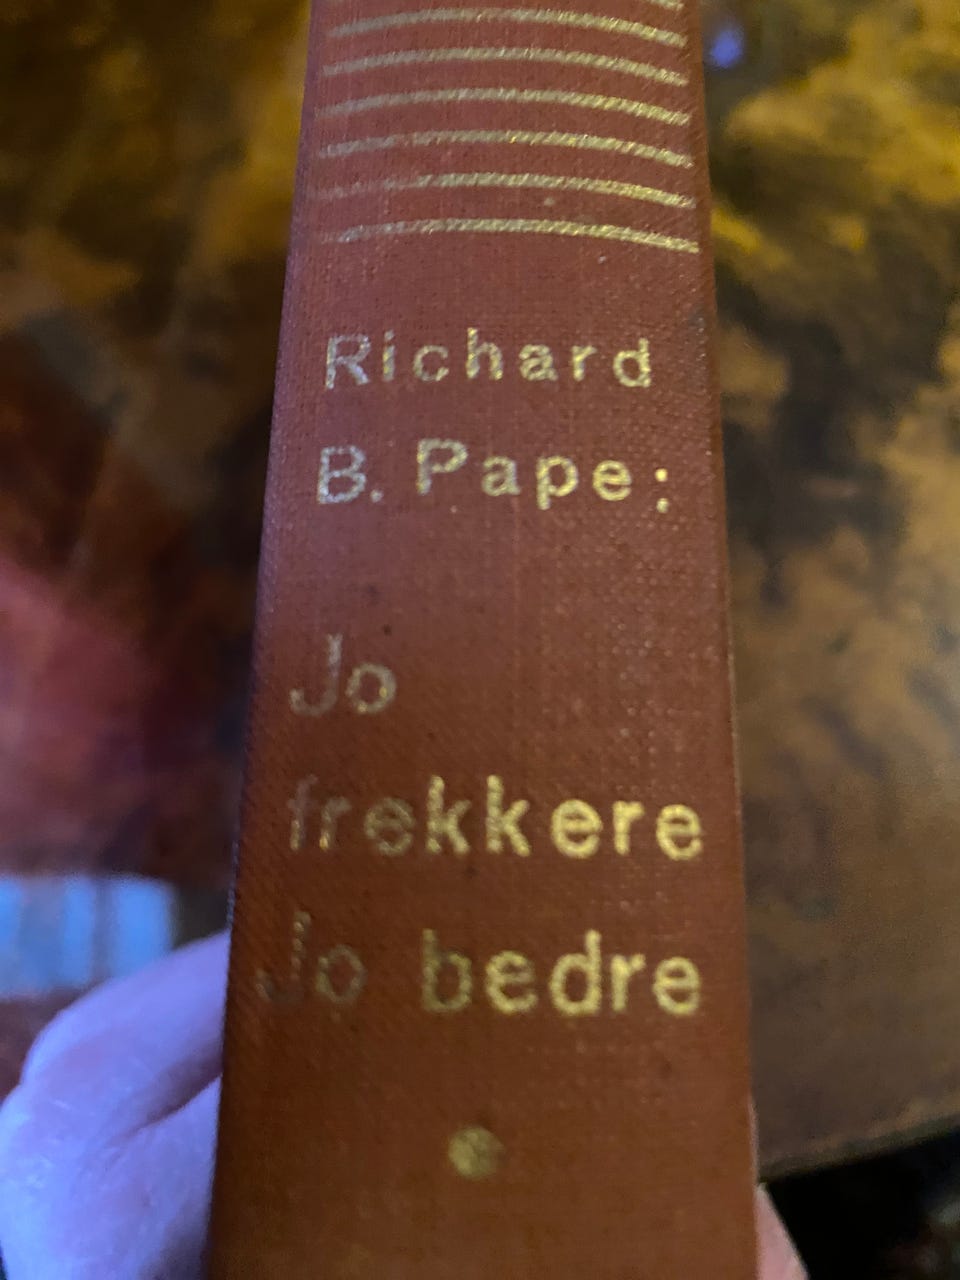 Richard
B. Pape:
Jo
frekkere
Jo bedre